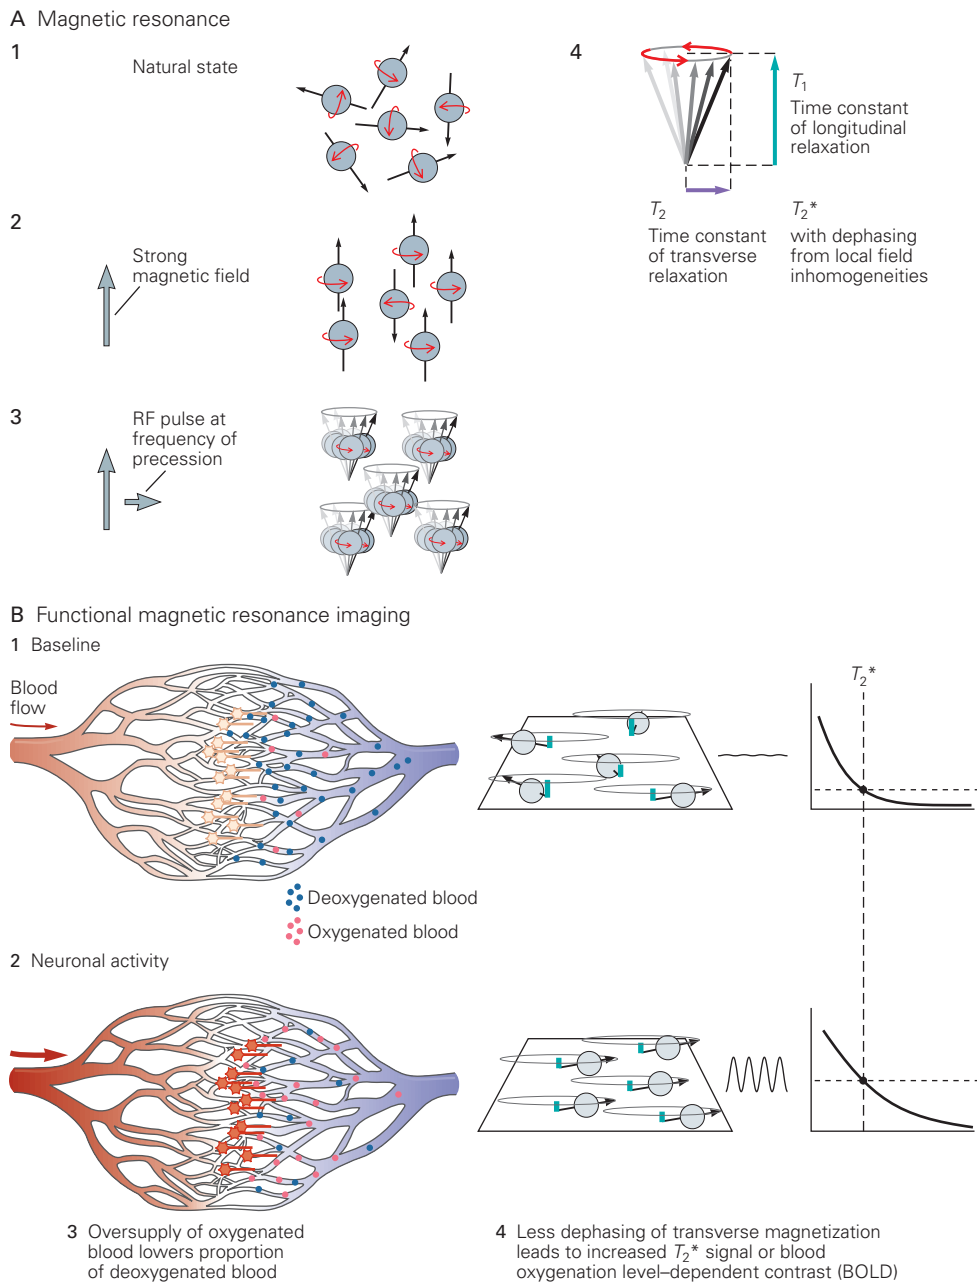 A Magnetic resonance
1
Natural state
2
Strong
magnetic field
3
RF pulse at
frequency of
precession
4
T1
Time constant
of longitudinal
relaxation
T2
Time constant
of transverse
relaxation
T2*
with dephasing
from local field
inhomogeneities
B Functional magnetic resonance imaging
1 Baseline
Blood
flow
T2*
Deoxygenated blood
Oxygenated blood
2 Neuronal activity
3 Oversupply of oxygenated
blood lowers proportion
of deoxygenated blood
4 Less dephasing of transverse magnetization
leads to increased T2* signal or blood
oxygenation level–dependent contrast (BOLD)